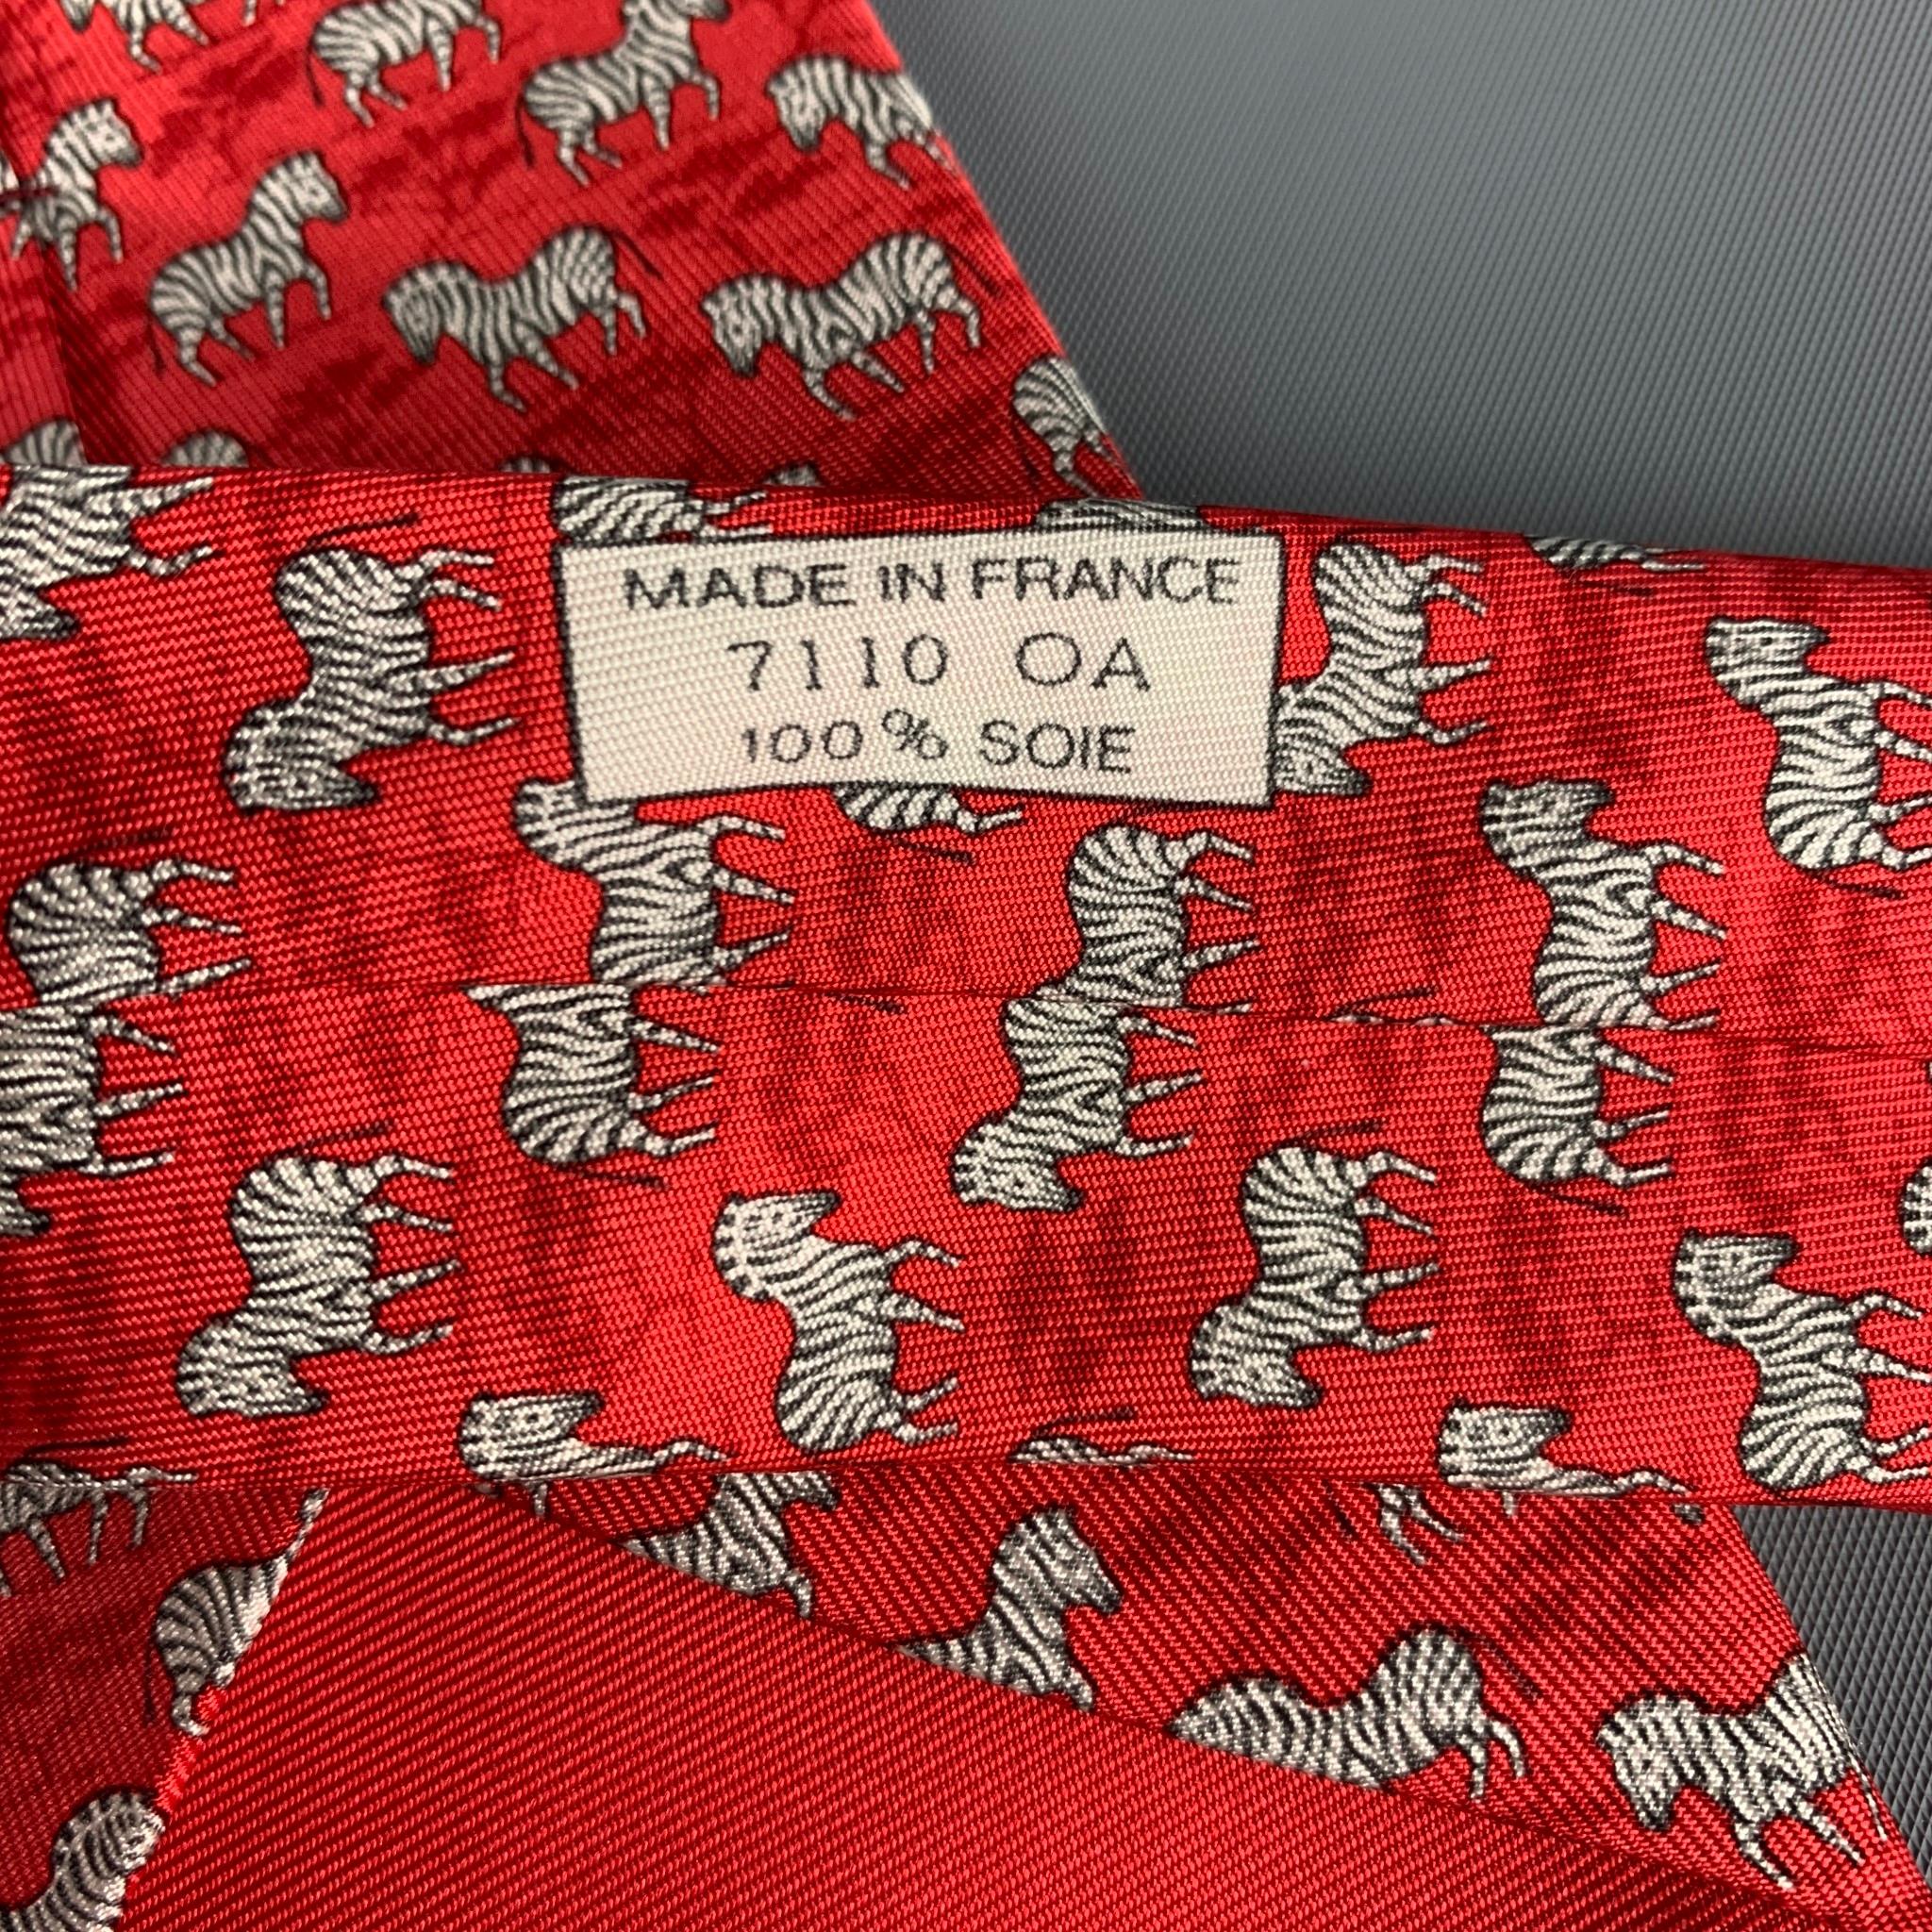 MADE IN FRANCE
7110 OA
100% SOIE